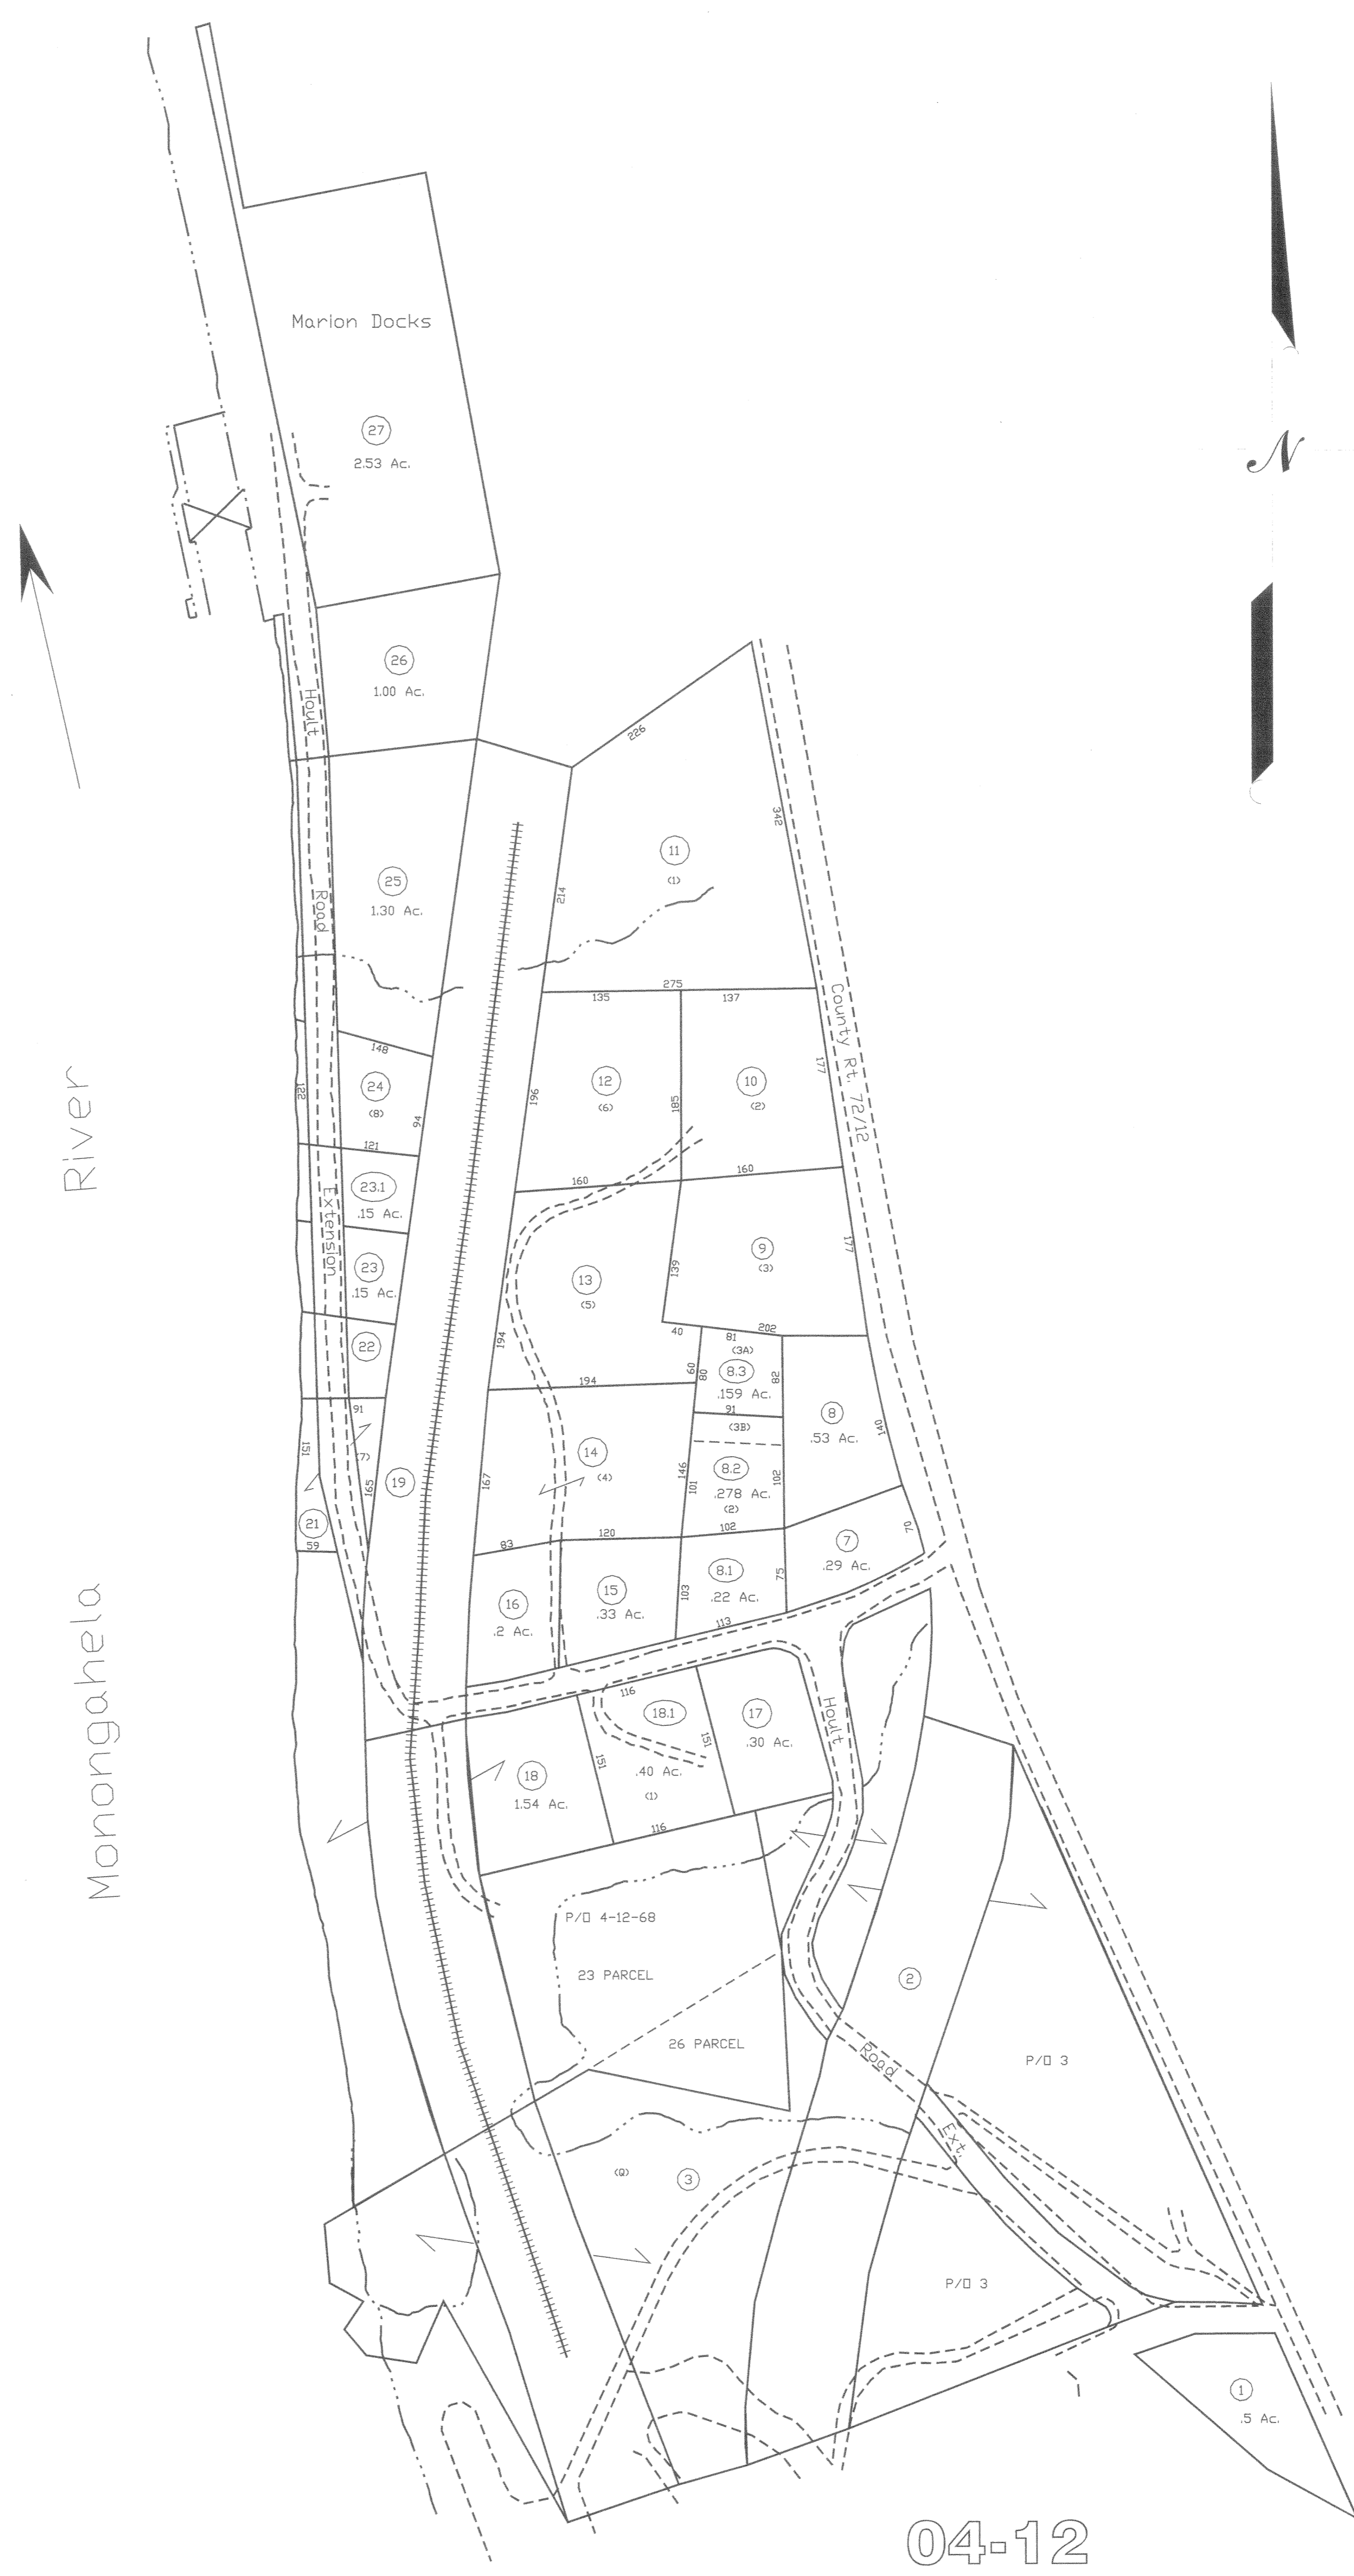 Marion Docks
27
2.53 Ac.
N
26
1.00 Ac.
Hoult
226
342
11
(1)
25
1.30 Ac.
214
Road
275
135
137
County Rt. 72/12
148
177
24
(8)
122
94
12
(6)
196
185
10
(2)
River
121
160
160
23.1
.15 Ac.
Extension
9
(3)
177
139
23
.15 Ac.
13
(5)
40
202
81
(3A)
22
194
60
80
8.3
.159 Ac.
82
194
91
91
(3B)
8
.53 Ac.
140
151
(7)
165
19
14
(4)
167
146
101
8.2
.278 Ac.
(2)
102
21
59
83
120
102
70
7
.29 Ac.
16
.2 Ac.
15
.33 Ac.
103
8.1
.22 Ac.
75
113
Monongahela
116
18.1
.40 Ac.
(1)
151
151
17
.30 Ac.
Hoult
18
1.54 Ac.
116
P/O 4-12-68
23 PARCEL
26 PARCEL
2
Road
P/O 3
Ext.
(Q)
3
P/O 3
1
.5 Ac.
04-12